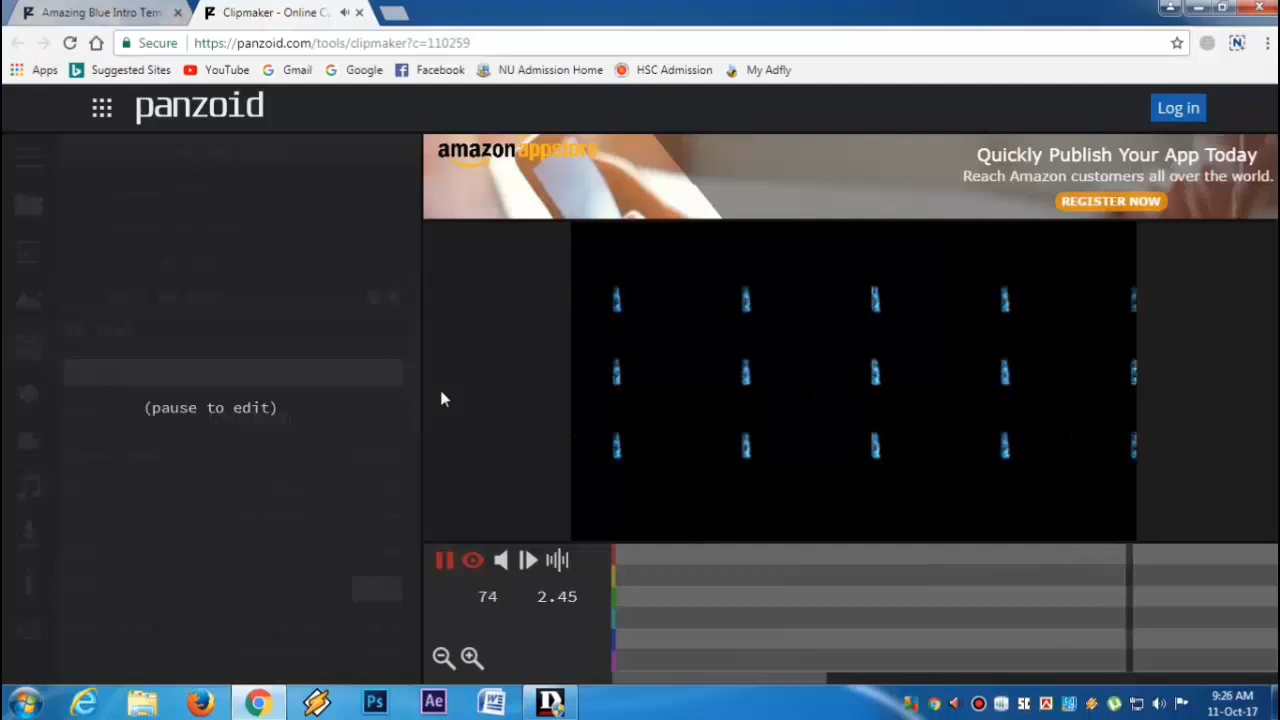 Amazing Blue Intro Tem
Clipmaker - Online C
Secure
https://panzoid.com/tools/clipmaker?c=110259
Apps
Suggested Sites
YouTube
Gmail
Google
Facebook
NU Admission Home
HSC Admission
My Adfly
panzoid
Log in
amazon appstore
Quickly Publish Your App Today
Reach Amazon customers all over the world.
REGISTER NOW
(pause to edit)
74
2.45
Ps
Ae
9:26 AM
11-Oct-17